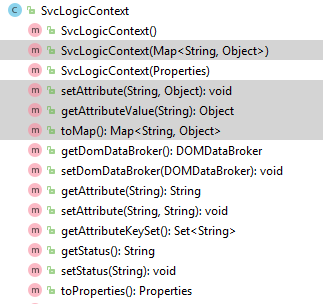 SvcLogicContext
SvcLogicContext()
SvcLogicContext(Map<String, Object>)
SvcLogicContext(Properties)
setAttribute(String, Object): void
getAttributeValue(String): Object
toMap(): Map<String, Object>
getDomDataBroker(): DOMDataBroker
setDomDataBroker(DOMDataBroker): void
getAttribute(String): String
setAttribute(String, String): void
getAttributeKeySet(): Set<String>
getStatus(): String
setStatus(String): void
toProperties(): Properties